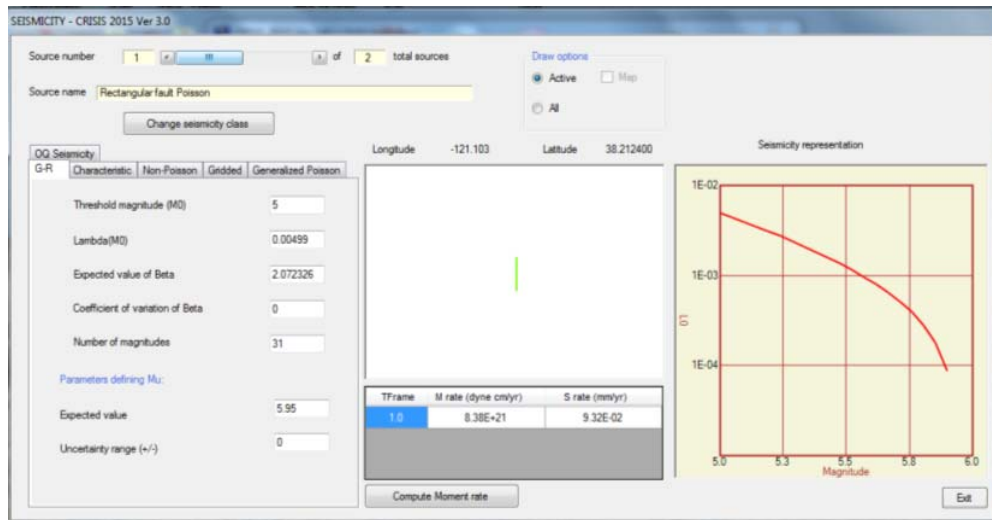 SEISMICITY - CRISIS 2015 Ver 3.0
Source number 1 of 2 total sources
Source name Rectangular fault Poisson
Change seismicity class
Draw options
Active Map
All
OQ Seismicity
G-R Characteristic Non-Poisson Gridded Generalized Poisson
Threshold magnitude (M0) 5
Lambda(M0) 0.00499
Expected value of Beta 2.072326
Coefficient of variation of Beta 0
Number of magnitudes 31
Parameters defining Mu:
Expected value 5.95
Uncertainty range (+/-) 0
Longitude -121.103 Latitude 38.212400
TFrame M rate (dyne cm/yr) S rate (mm/yr)
1.0 8.38E+21 9.32E-02
Compute Moment rate
Seismicity representation
1E-02
1E-03
1E-04
5.0 5.3 5.5 5.8 6.0
Magnitude
Exit